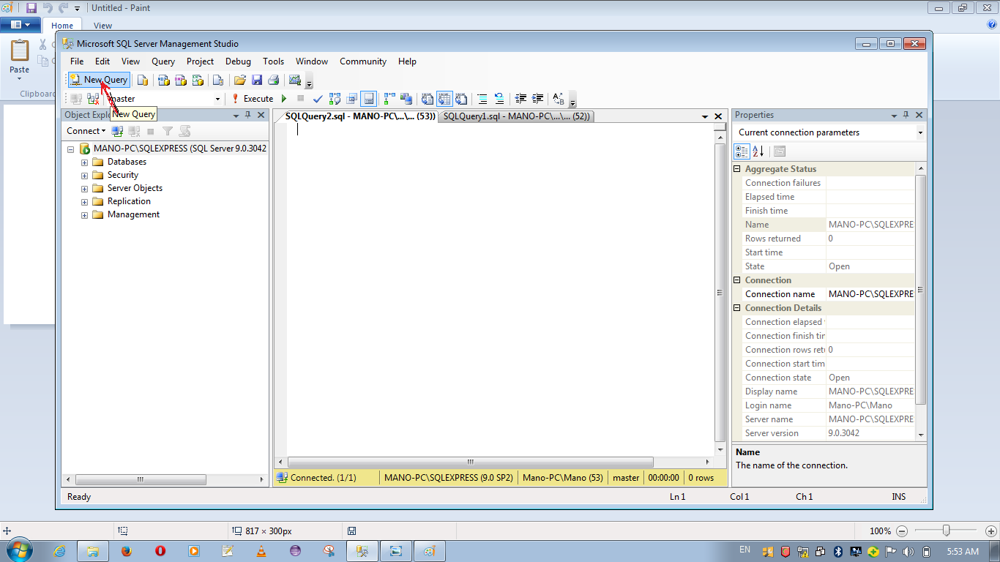 Untitled - Paint
Home View
Paste
Clipboard
Microsoft SQL Server Management Studio
File Edit View Query Project Debug Tools Window Community Help
New Query
master Execute
New Query
Object Explo
Connect
MANO-PC\SQLEXPRESS (SQL Server 9.0.3042
Databases
Security
Server Objects
Replication
Management
SQLQuery2.sql - MANO-PC\...\... (53)) SQLQuery1.sql - MANO-PC\...\... (52))
Properties
Current connection parameters
Aggregate Status
Connection failures
Elapsed time
Finish time
Name MANO-PC\SQLEXPRE
Rows returned 0
Start time
State Open
Connection
Connection name MANO-PC\SQLEXPRE
Connection Details
Connection elapsed
Connection finish tin
Connection rows ret 0
Connection start tim
Connection state Open
Display name MANO-PC\SQLEXPRE
Login name Mano-PC\Mano
Server name MANO-PC\SQLEXPRE
Server version 9.0.3042
Name
The name of the connection.
Connected. (1/1) MANO-PC\SQLEXPRESS (9.0 SP2) Mano-PC\Mano (53) master 00:00:00 0 rows
Ready Ln 1 Col 1 Ch 1 INS
817 × 300px 100%
EN 5:53 AM